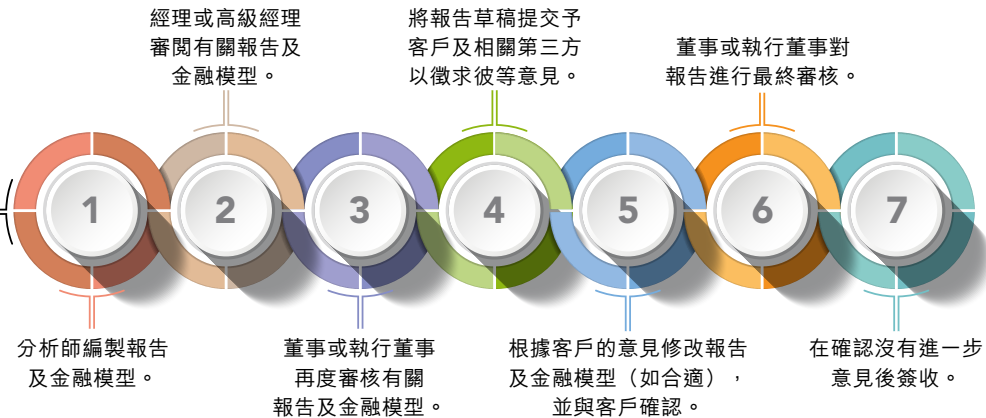 經理或高級經理
審閱有關報告及
金融模型。
將報告草稿提交予
客戶及相關第三方
以徵求彼等意見。
董事或執行董事對
報告進行最終審核。
1
2
3
4
5
6
7
分析師編製報告
及金融模型。
董事或執行董事
再度審核有關
報告及金融模型。
根據客戶的意見修改報告
及金融模型（如合適），
並與客戶確認。
在確認沒有進一步
意見後簽收。